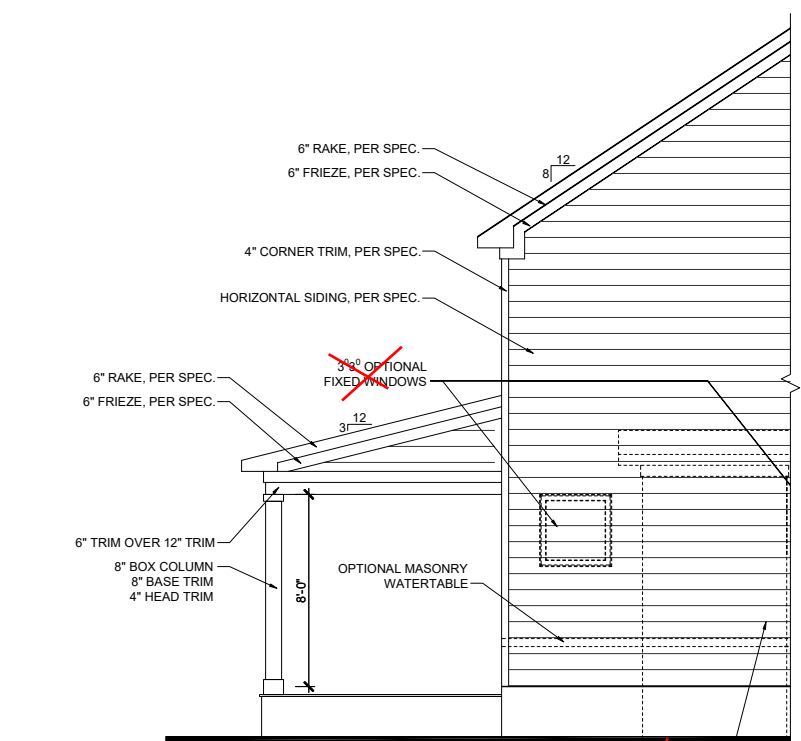 6" RAKE, PER SPEC.
12
8
6" FRIEZE, PER SPEC.
4" CORNER TRIM, PER SPEC.
HORIZONTAL SIDING, PER SPEC.
3⁰3⁰ OPTIONAL
FIXED WINDOWS
6" RAKE, PER SPEC.
6" FRIEZE, PER SPEC.
12
3
6" TRIM OVER 12" TRIM
8" BOX COLUMN
8" BASE TRIM
4" HEAD TRIM
8'-0"
OPTIONAL MASONRY
WATERTABLE